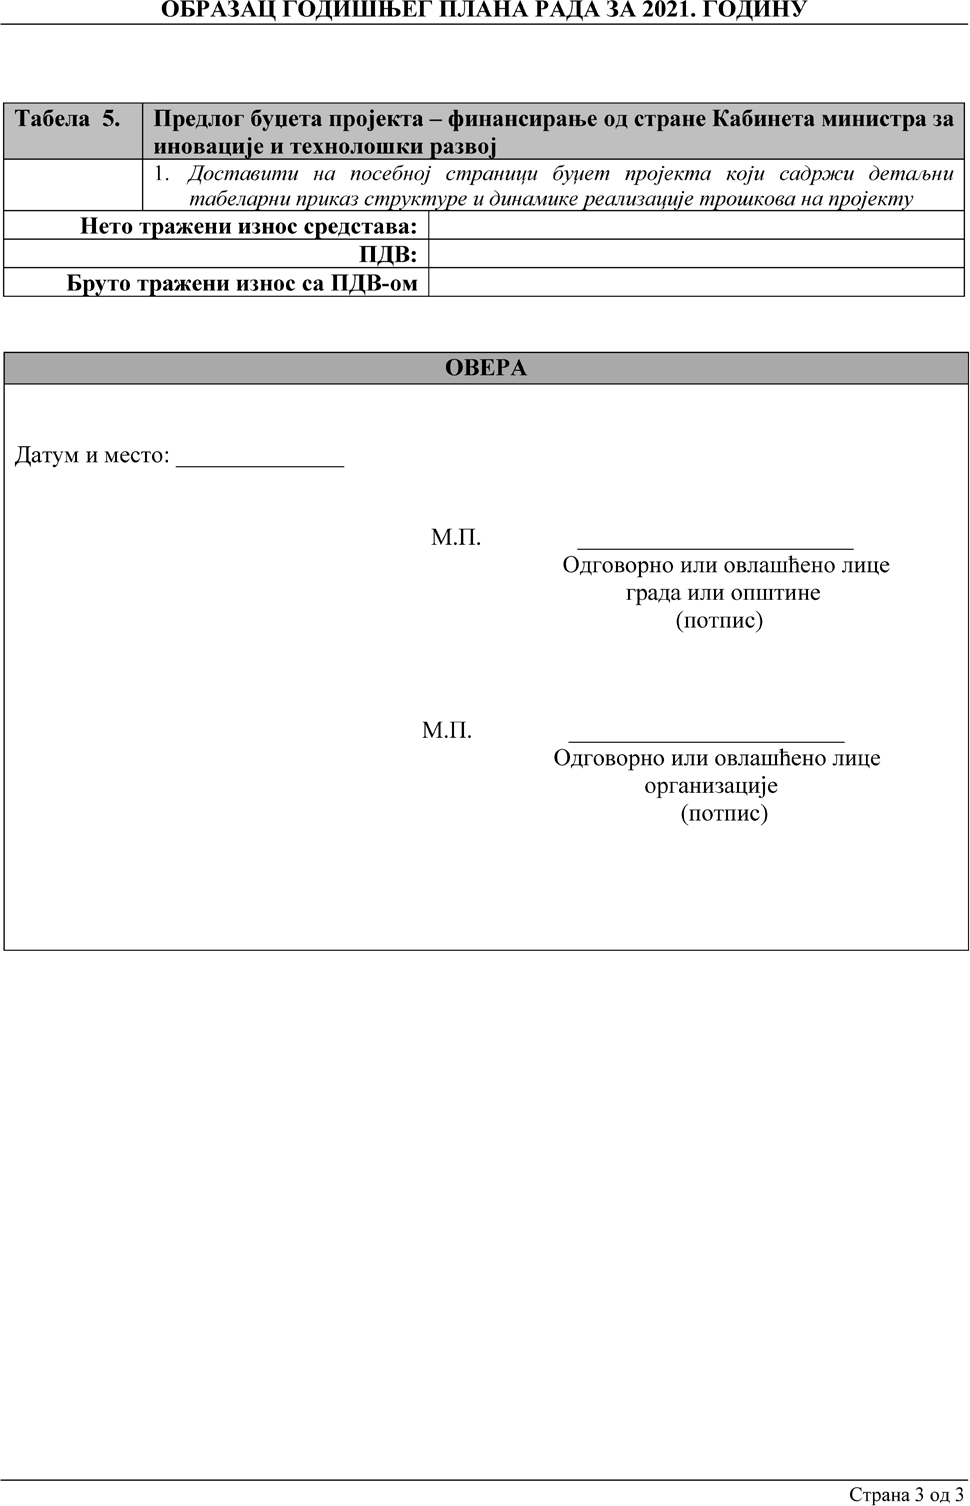 ОБРАЗАЦ ГОДИШЊЕГ ПЛАНА РАДА ЗА 2021. ГОДИНУ
Табела 5. Предлог буџета пројекта – финансирање од стране Кабинета министра за
иновације и технолошки развој
1. Доставити на посебној страници буџет пројекта који садржи детаљни
табеларни приказ структуре и динамике реализације трошкова на пројекту
Нето тражени износ средстава:
ПДВ:
Бруто тражени износ са ПДВ-ом
ОВЕРА
Датум и место: ______________
М.П. _______________________
Одговорно или овлашћено лице
града или општине
(потпис)
М.П. _______________________
Одговорно или овлашћено лице
организације
(потпис)
Страна 3 од 3